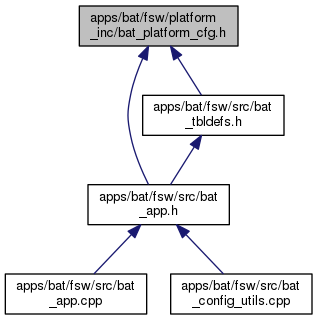 apps/bat/fsw/platform
_inc/bat_platform_cfg.h
apps/bat/fsw/src/bat
_tbldefs.h
apps/bat/fsw/src/bat
_app.h
apps/bat/fsw/src/bat
_app.cpp
apps/bat/fsw/src/bat
_config_utils.cpp